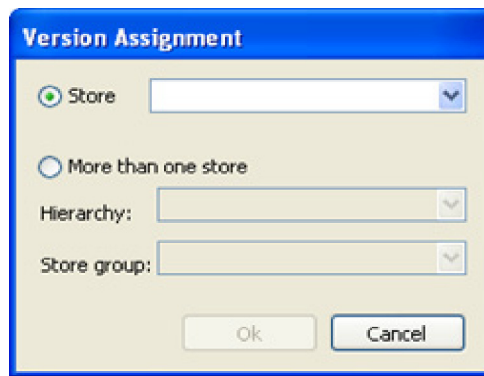 Version Assignment
Store
More than one store
Hierarchy:
Store group:
Ok Cancel